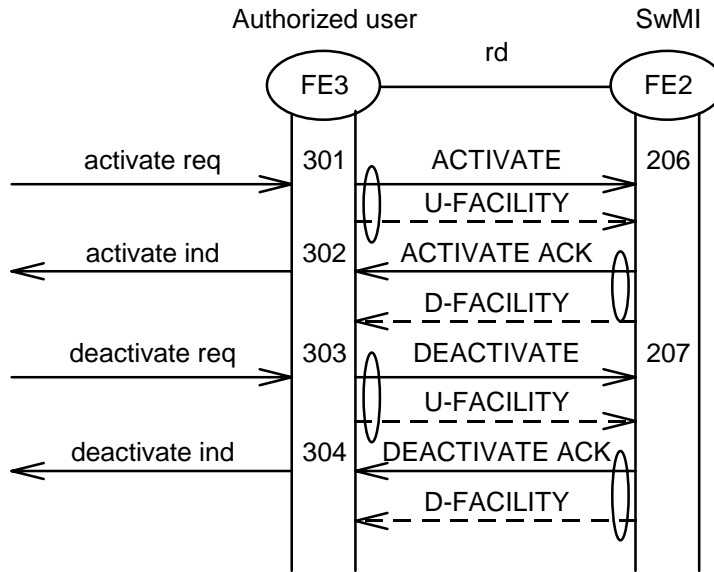 Authorized user SwMI
rd
FE3 FE2
activate req 301 ACTIVATE 206
U-FACILITY
activate ind 302 ACTIVATE ACK
D-FACILITY
deactivate req 303 DEACTIVATE 207
U-FACILITY
deactivate ind 304 DEACTIVATE ACK
D-FACILITY